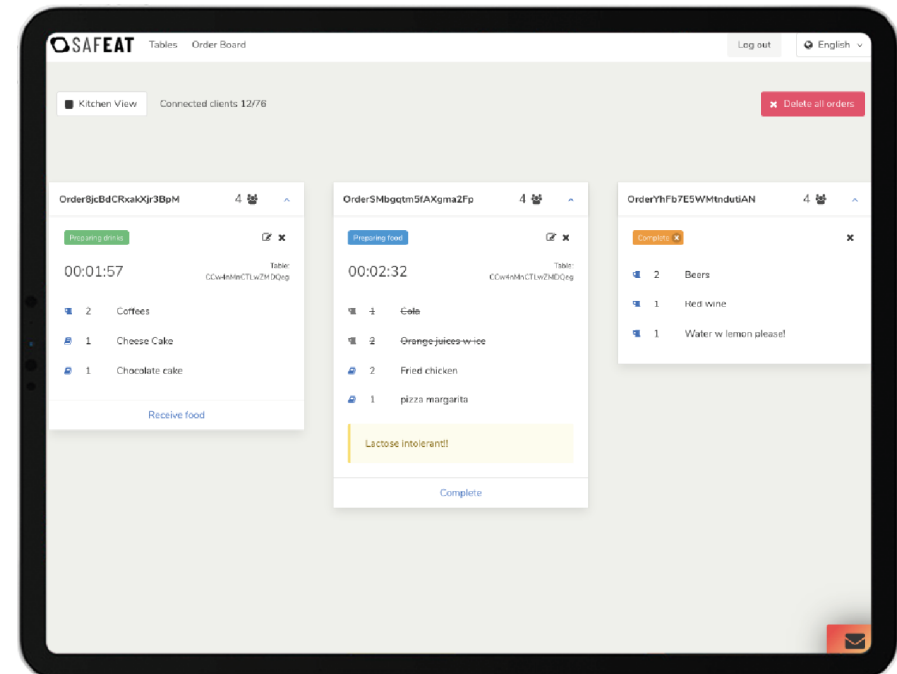 SAFEAT Tables Order Board Log out English
Kitchen View Connected clients 12/76 Delete all orders
Order8jcBdCRxakXjr3BpM 4
Preparing drinks
00:01:57 Table:
2 Coffees
1 Cheese Cake
1 Chocolate cake
Receive food
OrderSMbgqtm5fAXgma2Fp 4
Preparing food
00:02:32 Table:
1 Cola
2 Orange juices w ice
2 Fried chicken
1 pizza margarita
Lactose intolerant!!
Complete
OrderYhFb7E5WMtndutiAN 4
Complete
2 Beers
1 Red wine
1 Water w lemon please!